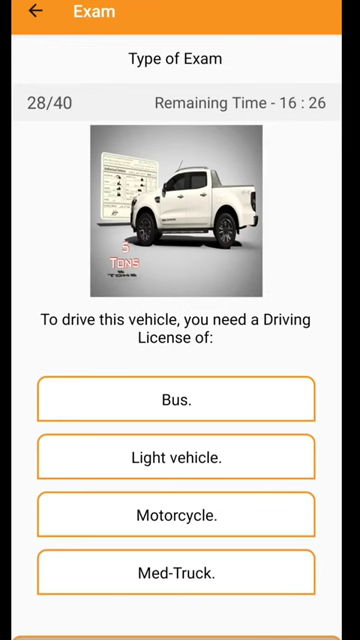 Exam
Type of Exam
28/40
Remaining Time - 16 : 26
5
TONS
To drive this vehicle, you need a Driving
License of:
Bus.
Light vehicle.
Motorcycle.
Med-Truck.